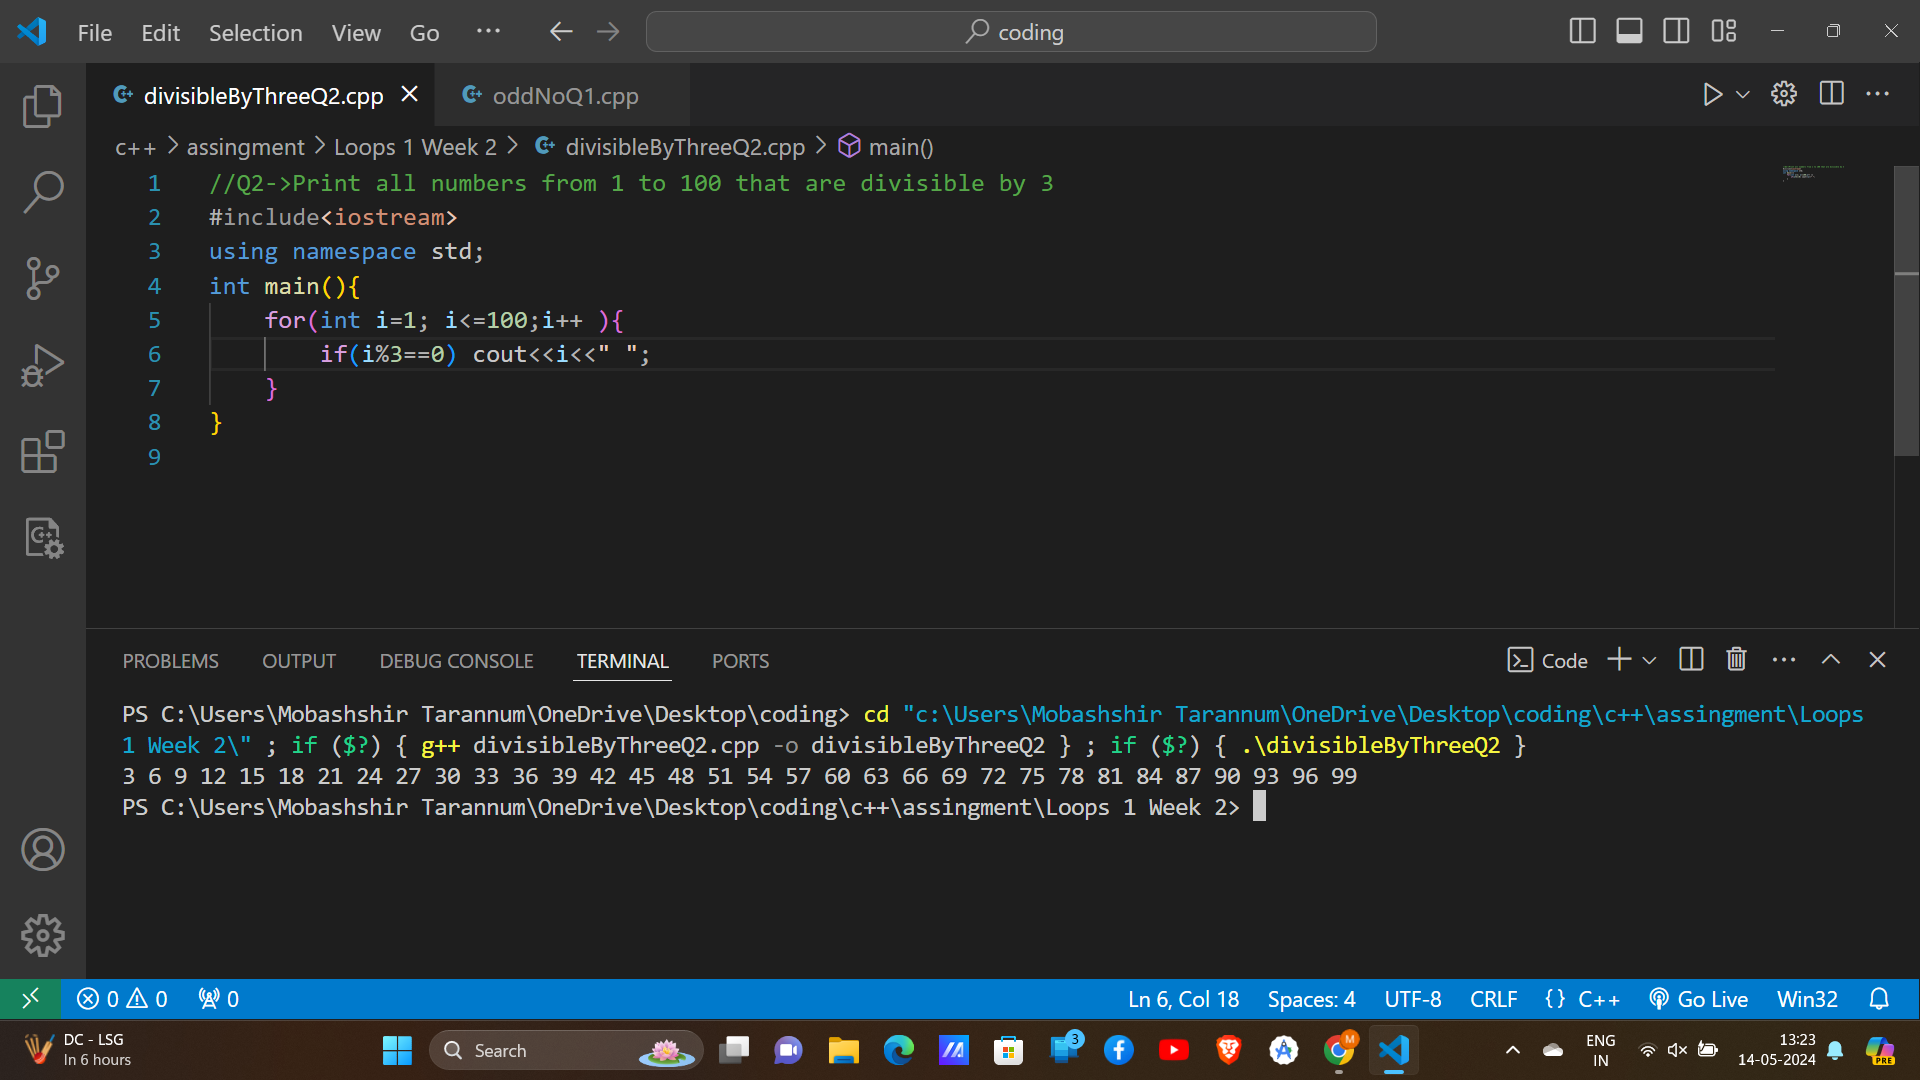 File Edit Selection View Go ··· coding
divisibleByThreeQ2.cpp oddNoQ1.cpp
c++ > assingment > Loops 1 Week 2 > divisibleByThreeQ2.cpp > main()
1 //Q2->Print all numbers from 1 to 100 that are divisible by 3
2 #include<iostream>
3 using namespace std;
4 int main(){
5 for(int i=1; i<=100;i++ ){
6 if(i%3==0) cout<<i<<" ";
7 }
8 }
9
PROBLEMS OUTPUT DEBUG CONSOLE TERMINAL PORTS Code
PS C:\Users\Mobashshir Tarannum\OneDrive\Desktop\coding> cd "c:\Users\Mobashshir Tarannum\OneDrive\Desktop\coding\c++\assingment\Loops
1 Week 2\" ; if ($?) { g++ divisibleByThreeQ2.cpp -o divisibleByThreeQ2 } ; if ($?) { .\divisibleByThreeQ2 }
3 6 9 12 15 18 21 24 27 30 33 36 39 42 45 48 51 54 57 60 63 66 69 72 75 78 81 84 87 90 93 96 99
PS C:\Users\Mobashshir Tarannum\OneDrive\Desktop\coding\c++\assingment\Loops 1 Week 2>
0 0 0 Ln 6, Col 18 Spaces: 4 UTF-8 CRLF {} C++ Go Live Win32
DC - LSG
In 6 hours
Search
3
M
ENG
IN
13:23
14-05-2024
PRE